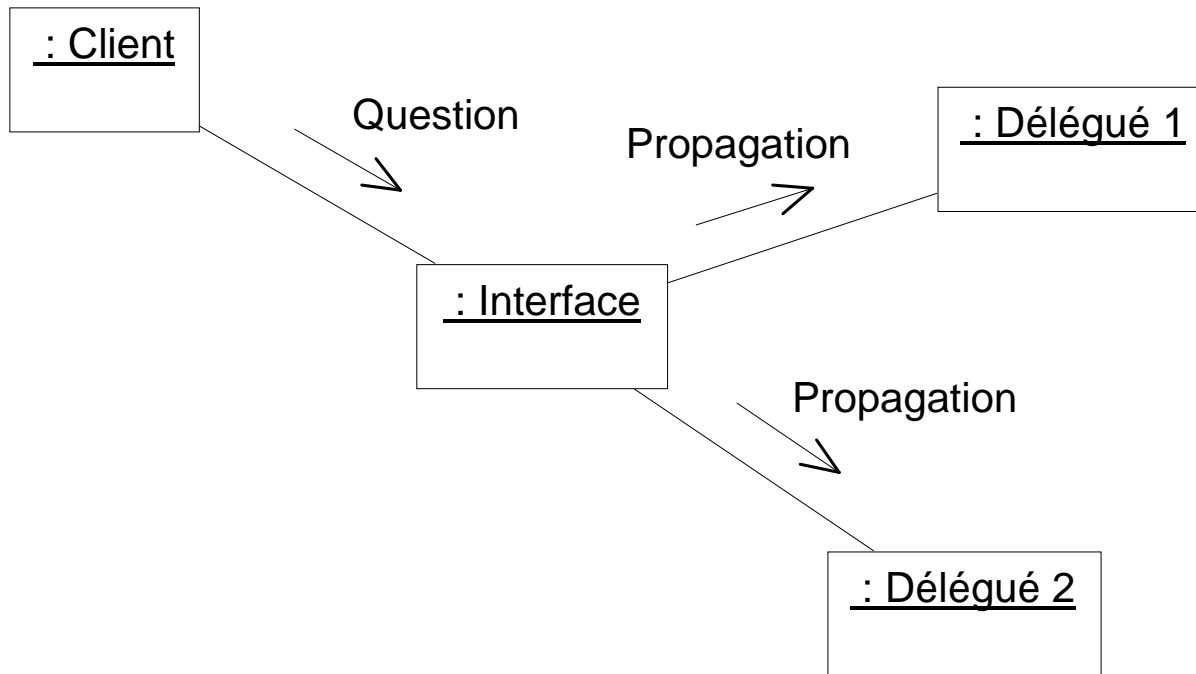 : Client
Question
Propagation
: Délégué 1
: Interface
Propagation
: Délégué 2